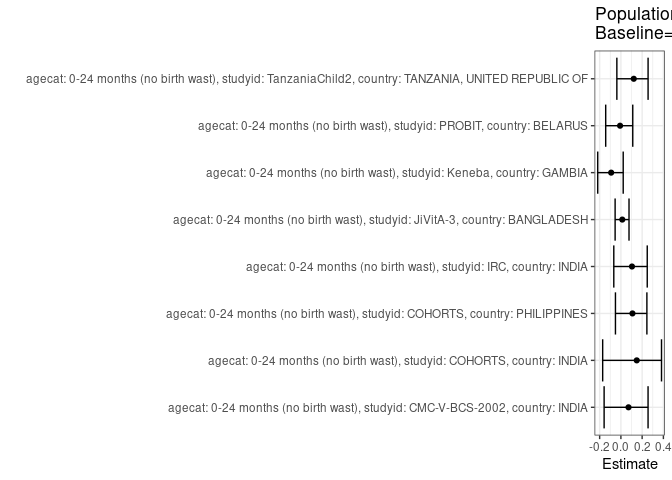 Population
Baseline=
agecat: 0-24 months (no birth wast), studyid: TanzaniaChild2, country: TANZANIA, UNITED REPUBLIC OF
agecat: 0-24 months (no birth wast), studyid: PROBIT, country: BELARUS
agecat: 0-24 months (no birth wast), studyid: Keneba, country: GAMBIA
agecat: 0-24 months (no birth wast), studyid: JiVitA-3, country: BANGLADESH
agecat: 0-24 months (no birth wast), studyid: IRC, country: INDIA
agecat: 0-24 months (no birth wast), studyid: COHORTS, country: PHILIPPINES
agecat: 0-24 months (no birth wast), studyid: COHORTS, country: INDIA
agecat: 0-24 months (no birth wast), studyid: CMC-V-BCS-2002, country: INDIA
-0.2 0.0 0.2 0.4
Estimate